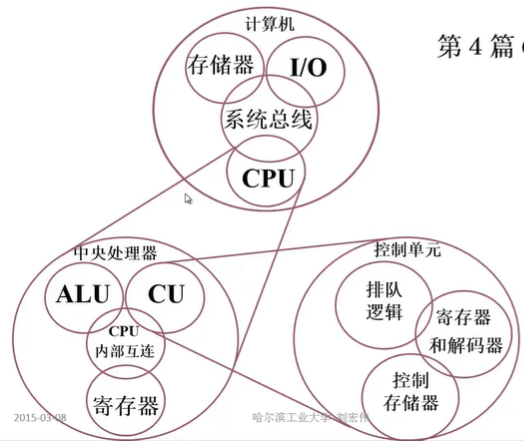 计算机
第 4 篇
存储器
I/O
系统总线
CPU
中央处理器
ALU
CU
CPU
内部互连
寄存器
控制单元
排队
逻辑
寄存器
和解码器
控制
存储器
2015-03-08
哈尔滨工业大学 刘宏伟